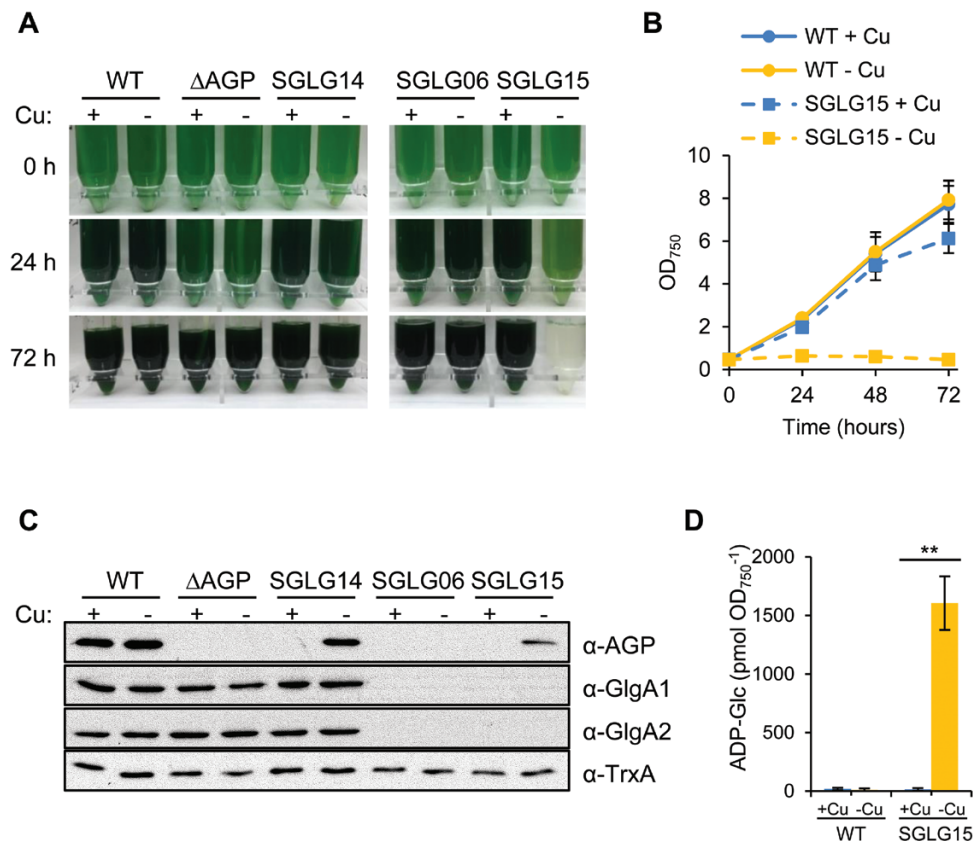 A
WT ΔAGP SGLG14 SGLG06 SGLG15
Cu: + - + - + - + - + -
0 h
24 h
72 h
B
WT + Cu
WT - Cu
SGLG15 + Cu
SGLG15 - Cu
10
8
6
4
2
0
OD750
0 24 48 72
Time (hours)
C
WT ΔAGP SGLG14 SGLG06 SGLG15
Cu: + - + - + - + - + -
α-AGP
α-GlgA1
α-GlgA2
α-TrxA
D
**
2000
1500
1000
500
0
ADP-Glc (pmol OD750-1)
+Cu -Cu +Cu -Cu
WT SGLG15